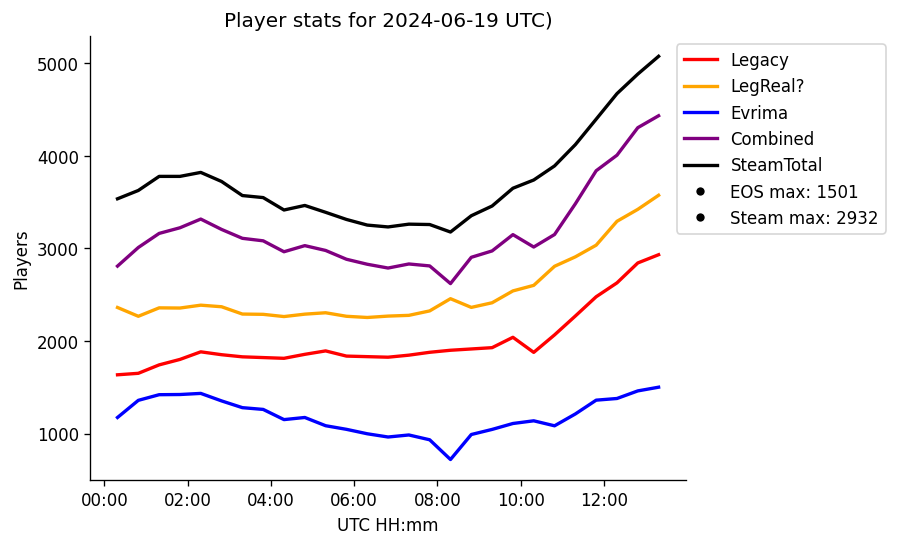 Player stats for 2024-06-19 UTC)
Players
5000
4000
3000
2000
1000
00:00 02:00 04:00 06:00 08:00 10:00 12:00
UTC HH:mm
Legacy
LegReal?
Evrima
Combined
SteamTotal
EOS max: 1501
Steam max: 2932